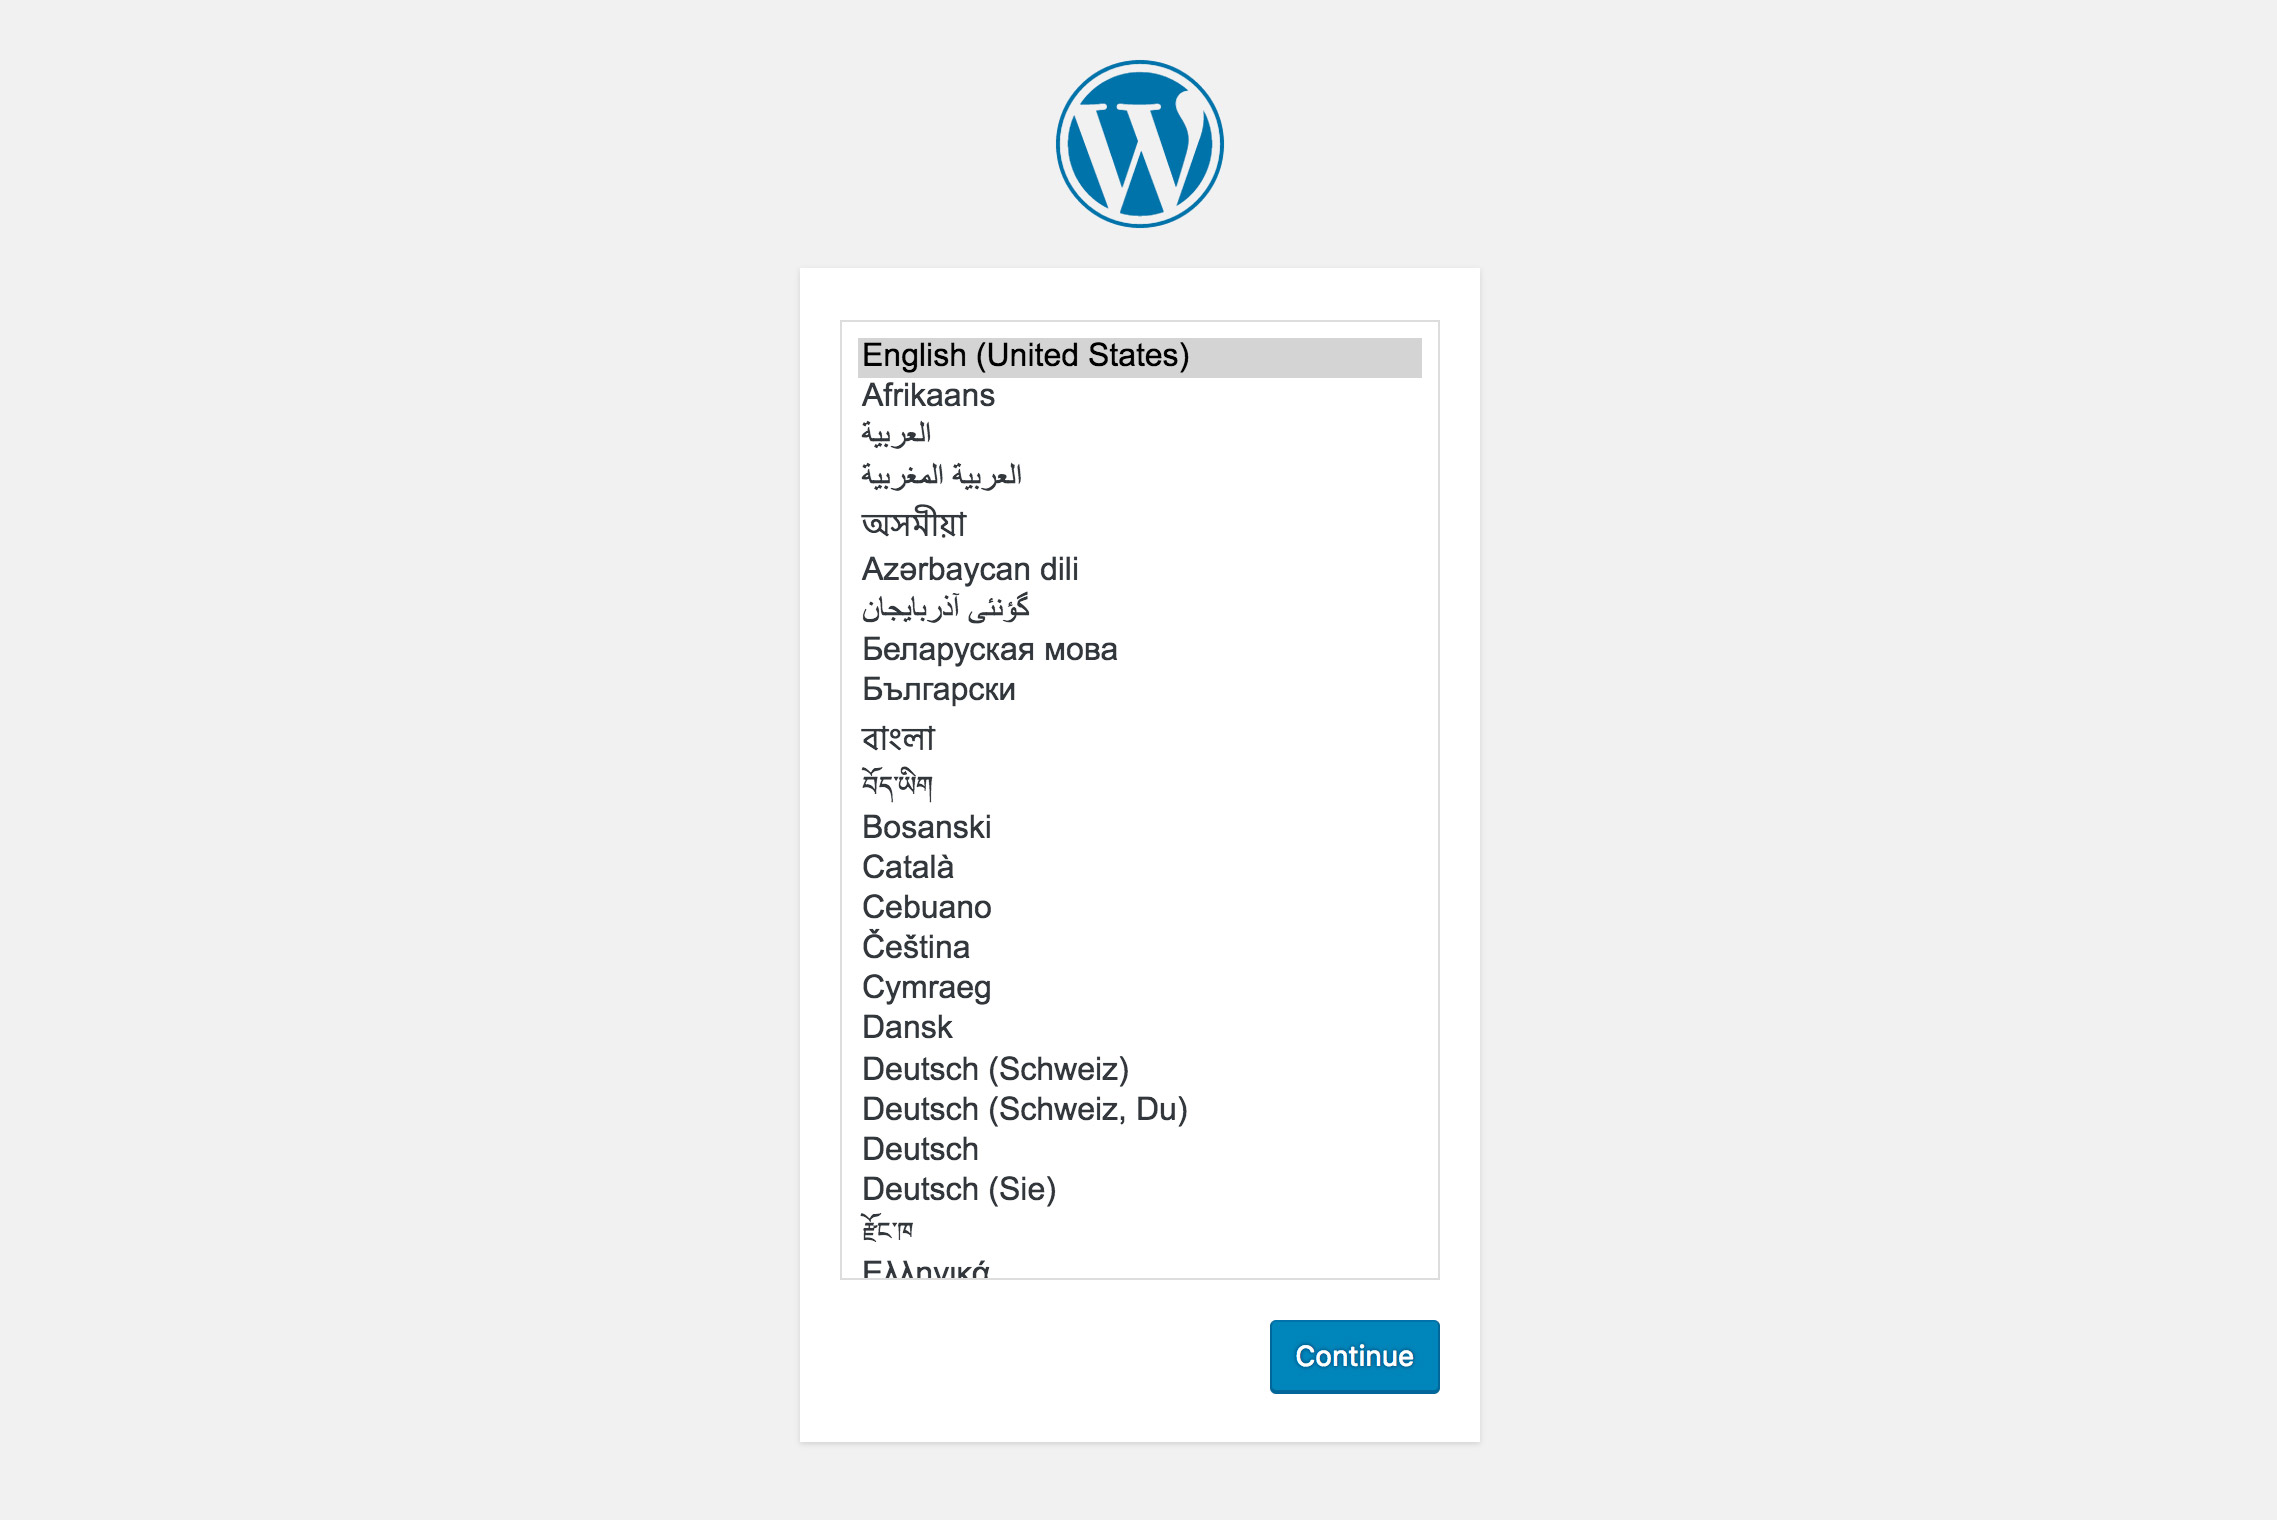 English (United States)
Afrikaans
العربية
العربية المغربية
অসমীয়া
Azərbaycan dili
گؤنئی آذربایجان
Беларуская мова
Български
বাংলা
བོད་ཡིག
Bosanski
Català
Cebuano
Čeština
Cymraeg
Dansk
Deutsch (Schweiz)
Deutsch (Schweiz, Du)
Deutsch
Deutsch (Sie)
རྫོང་ཁ
Ελληνικά
Continue